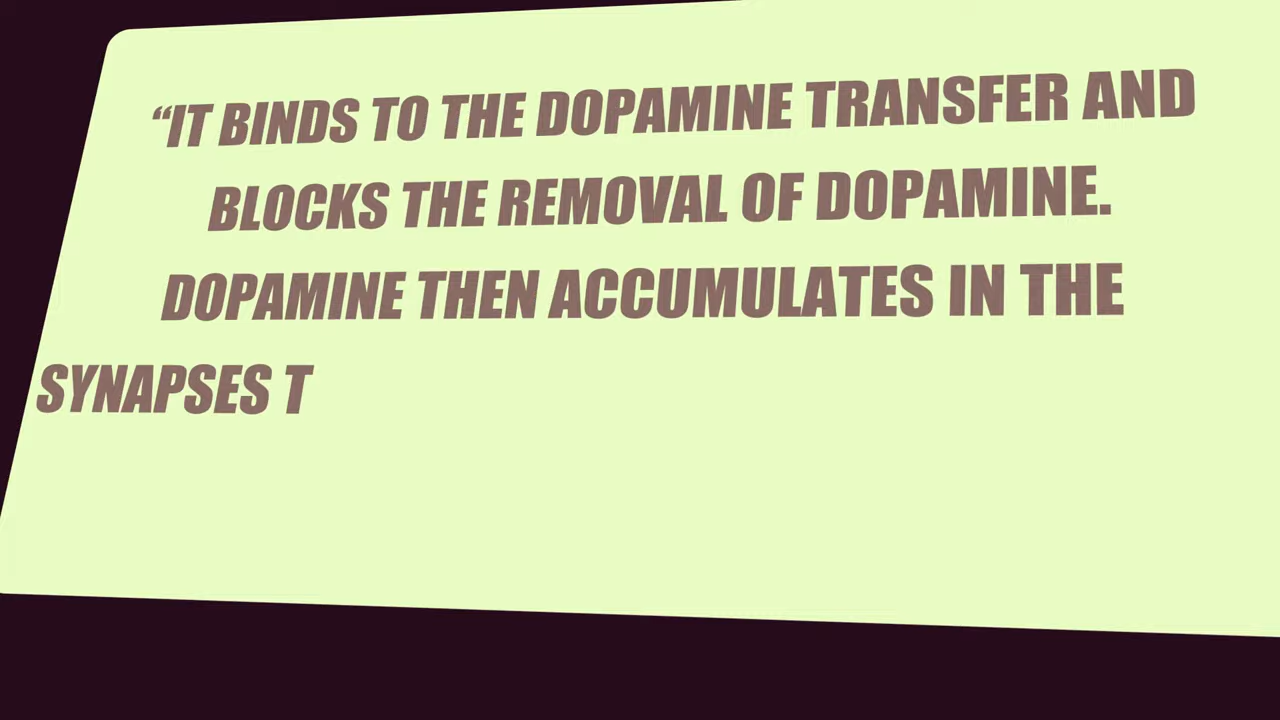 “IT BINDS TO THE DOPAMINE TRANSFER AND
BLOCKS THE REMOVAL OF DOPAMINE.
DOPAMINE THEN ACCUMULATES IN THE
SYNAPSES T